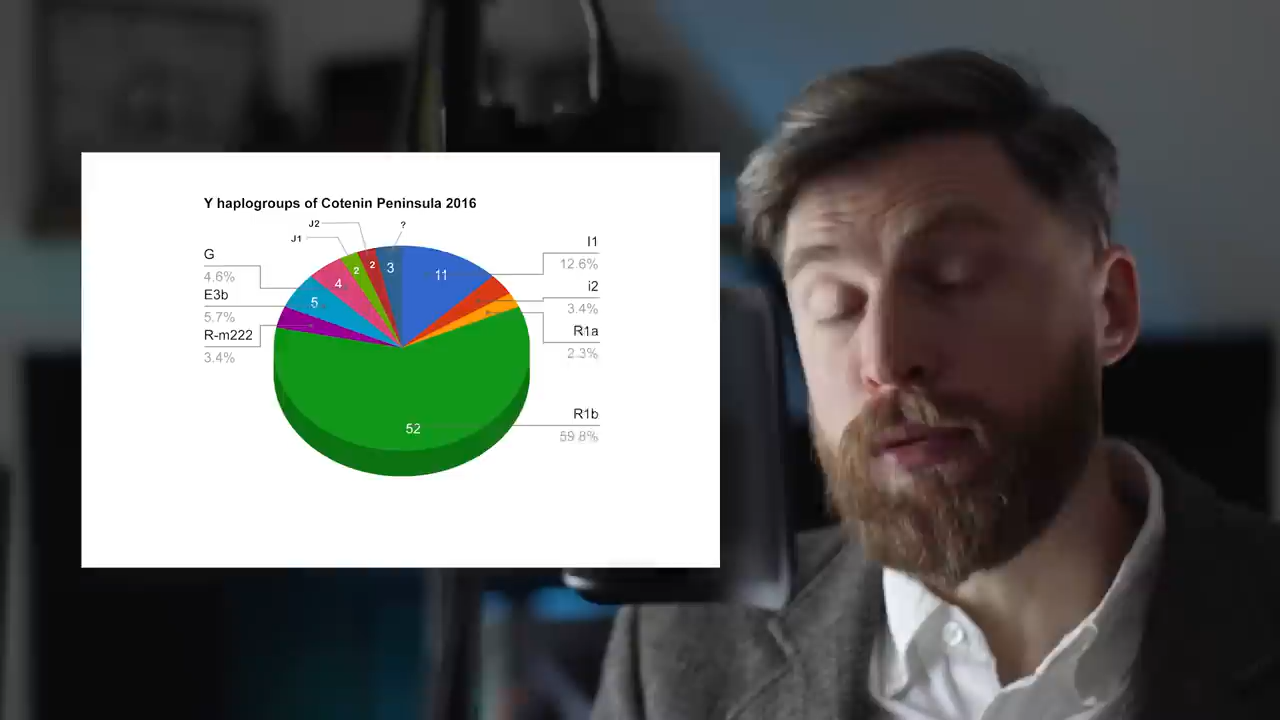 Y haplogroups of Cotenin Peninsula 2016
J2
?
J1
I1
12.6%
G
4.6%
i2
3.4%
E3b
5.7%
R1a
2.3%
R-m222
3.4%
R1b
59.8%
11
3
2
2
4
5
52